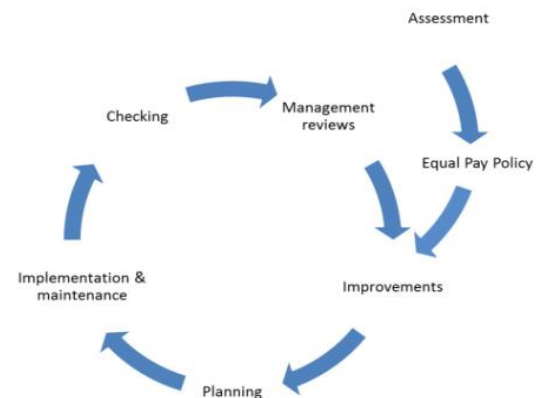 Assessment
Checking
Management
reviews
Equal Pay Policy
Implementation &
maintenance
Improvements
Planning